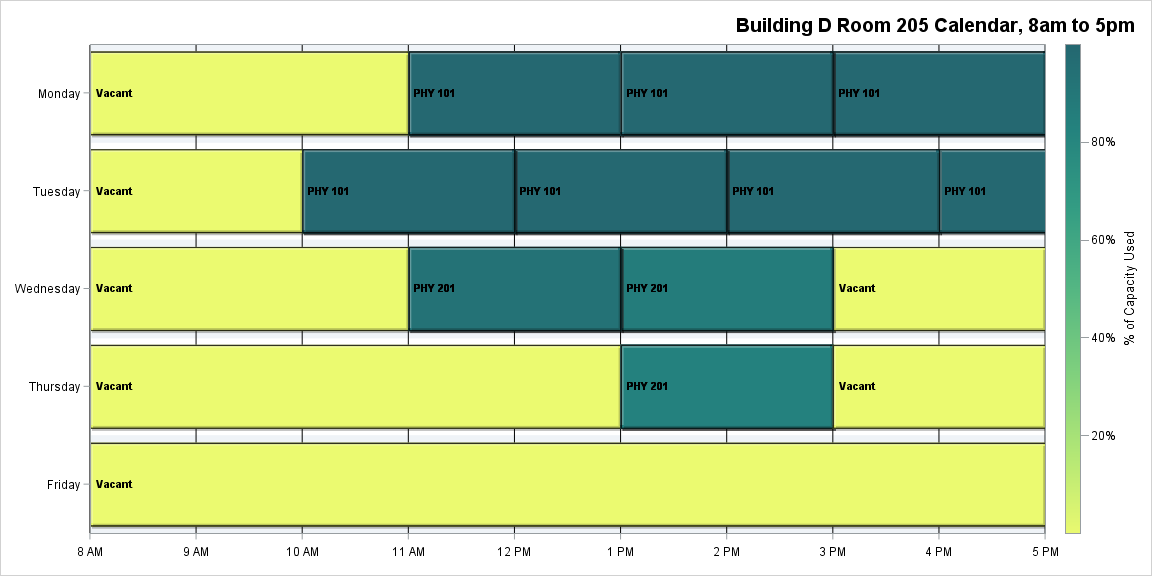 Building D Room 205 Calendar, 8am to 5pm
Monday
Vacant
PHY 101
PHY 101
PHY 101
Tuesday
Vacant
PHY 101
PHY 101
PHY 101
PHY 101
Wednesday
Vacant
PHY 201
PHY 201
Vacant
Thursday
Vacant
PHY 201
Vacant
Friday
Vacant
8 AM
9 AM
10 AM
11 AM
12 PM
1 PM
2 PM
3 PM
4 PM
5 PM
80%
60%
40%
20%
% of Capacity Used